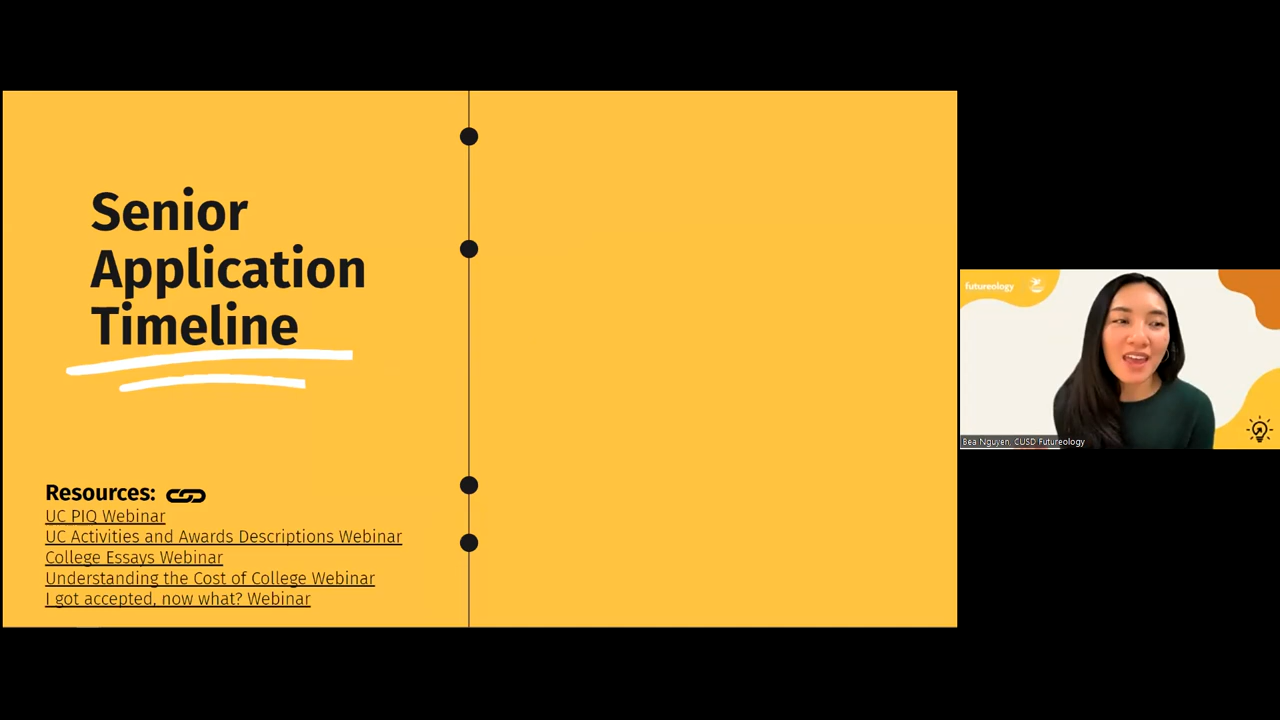 Senior
Application
Timeline
Resources:
UC PIQ Webinar
UC Activities and Awards Descriptions Webinar
College Essays Webinar
Understanding the Cost of College Webinar
I got accepted, now what? Webinar
futureology
Bea Nguyen, CUSD Futureology